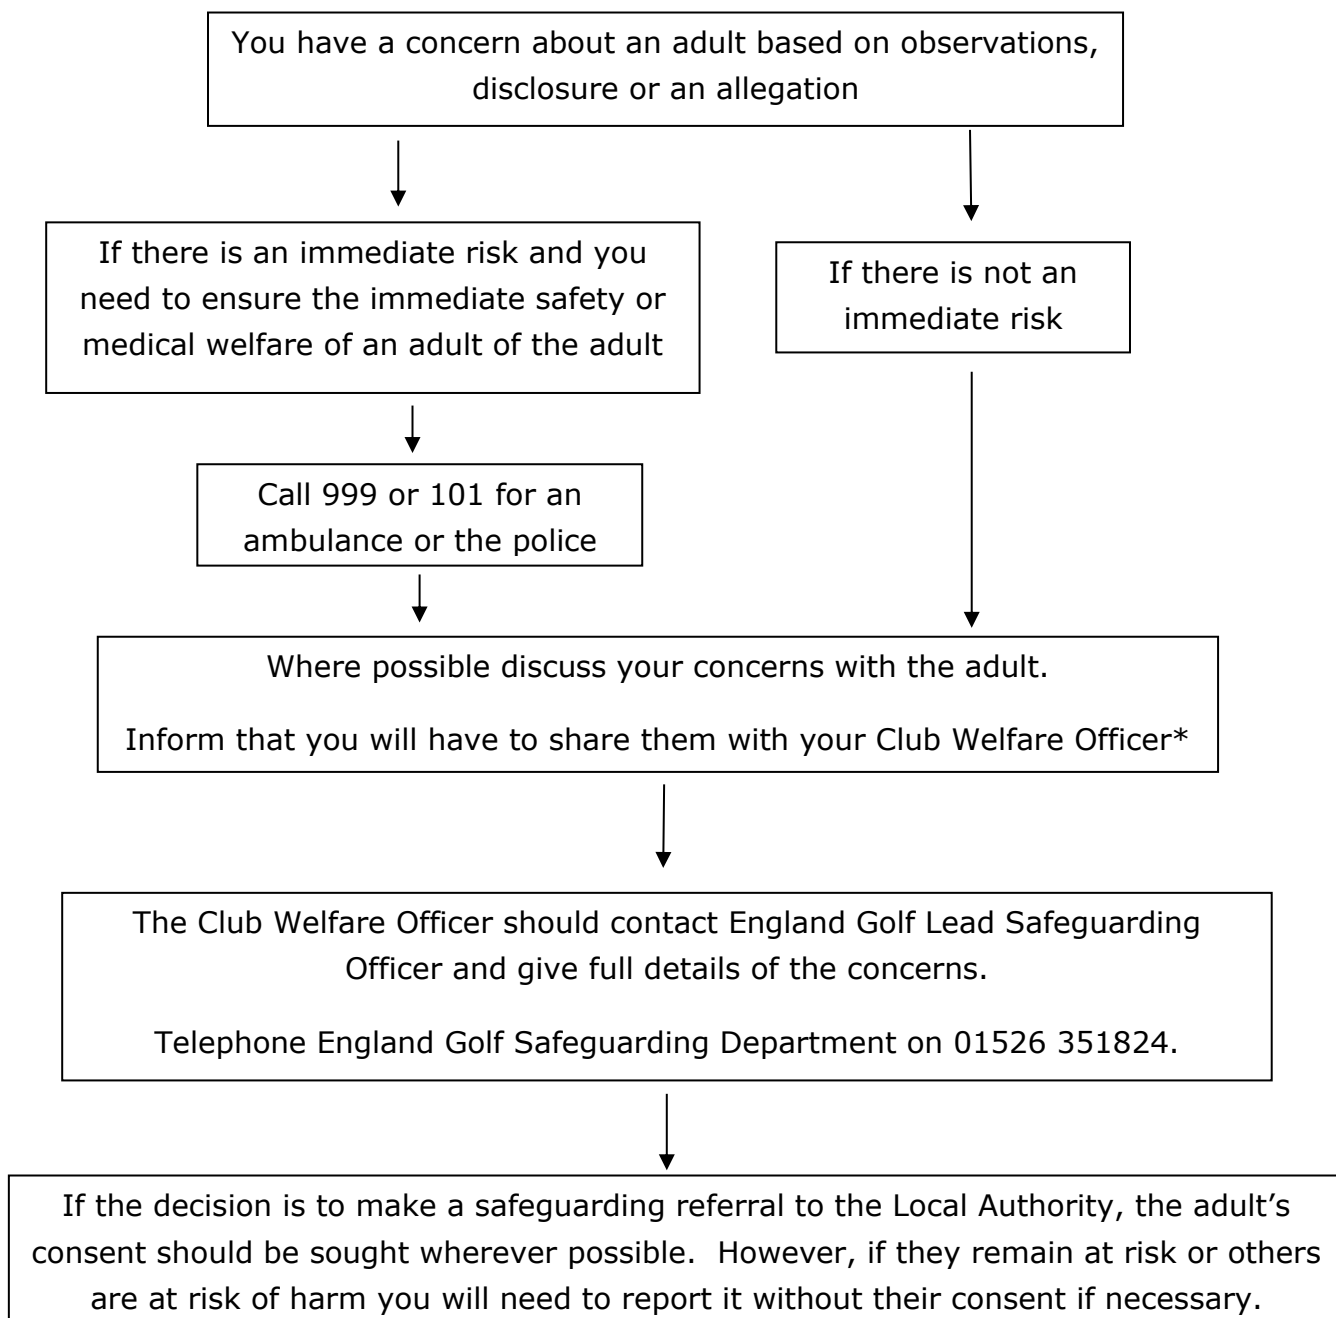 You have a concern about an adult based on observations,
disclosure or an allegation
If there is an immediate risk and you
need to ensure the immediate safety or
medical welfare of an adult of the adult
If there is not an
immediate risk
Call 999 or 101 for an
ambulance or the police
Where possible discuss your concerns with the adult.
Inform that you will have to share them with your Club Welfare Officer*
The Club Welfare Officer should contact England Golf Lead Safeguarding
Officer and give full details of the concerns.
Telephone England Golf Safeguarding Department on 01526 351824.
If the decision is to make a safeguarding referral to the Local Authority, the adult’s
consent should be sought wherever possible.  However, if they remain at risk or others
are at risk of harm you will need to report it without their consent if necessary.